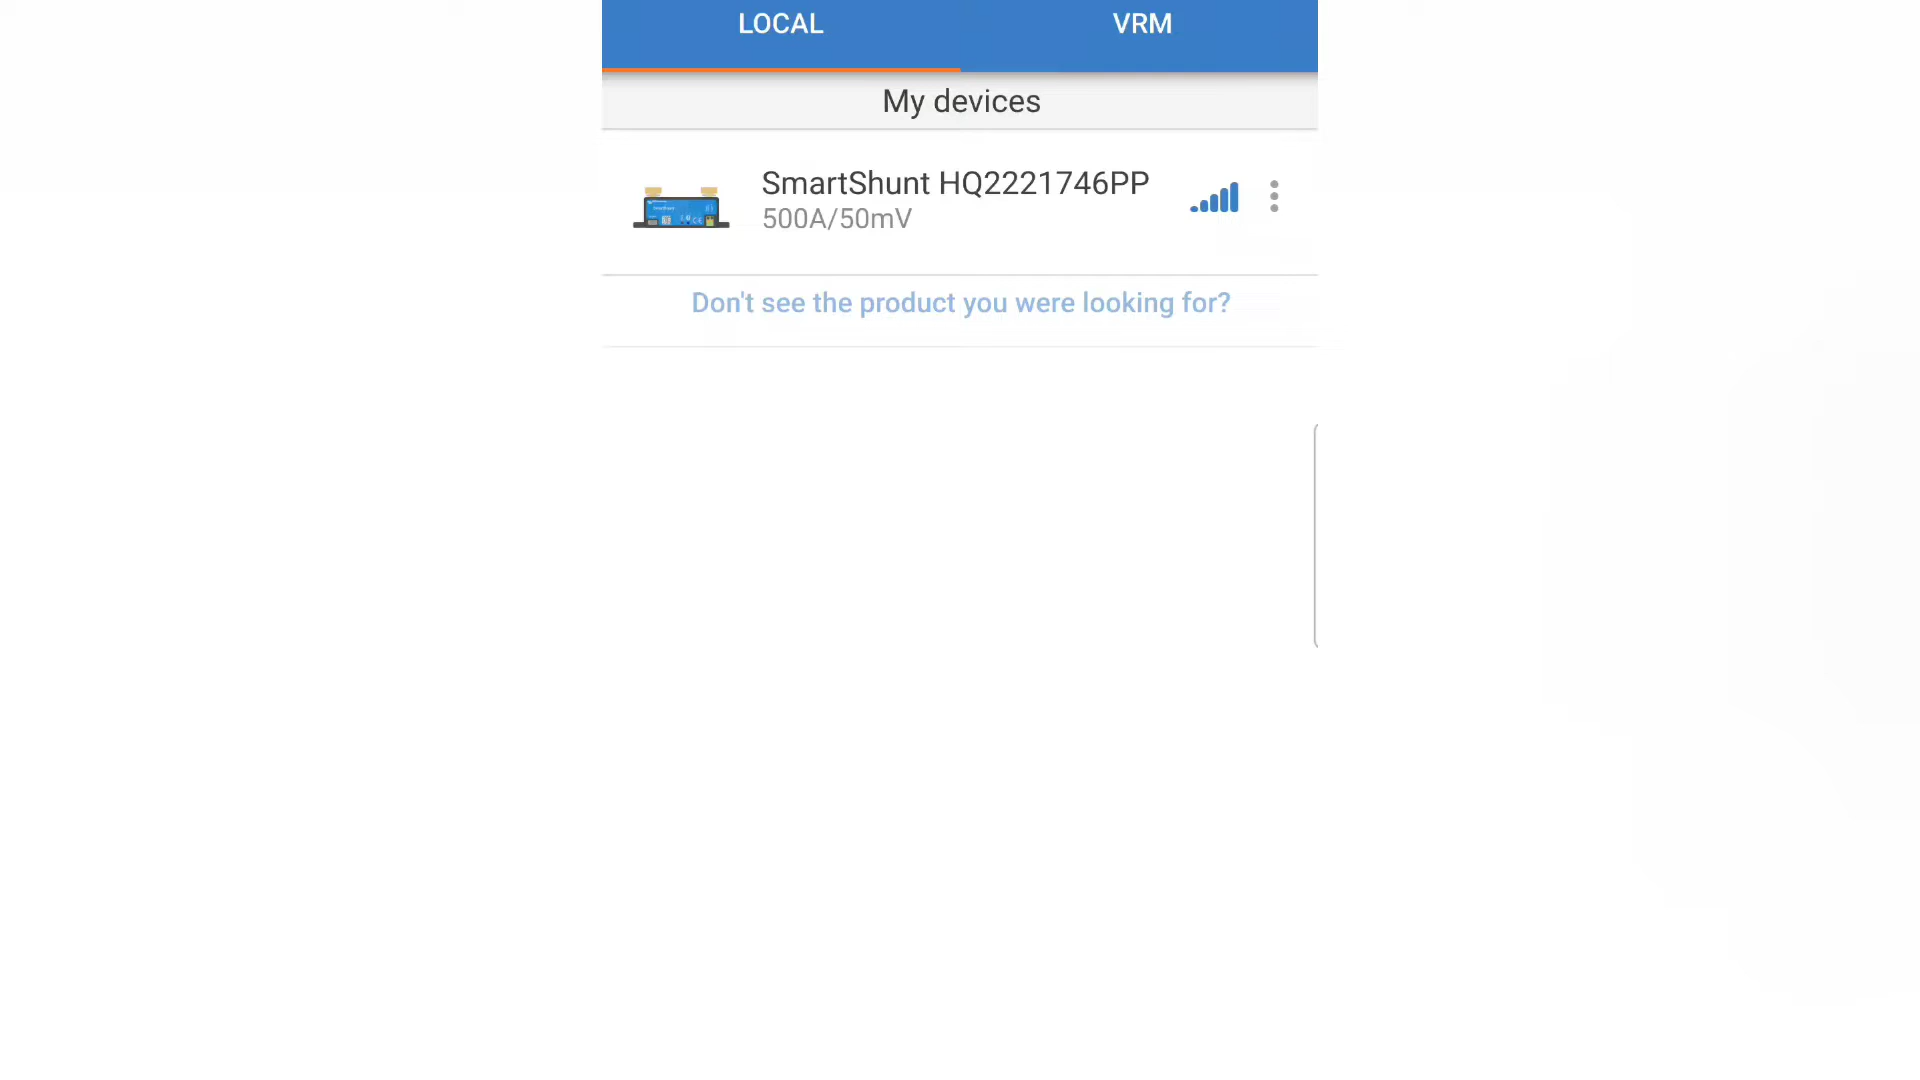 LOCAL VRM
My devices
SmartShunt HQ2221746PP
500A/50mV
Don't see the product you were looking for?